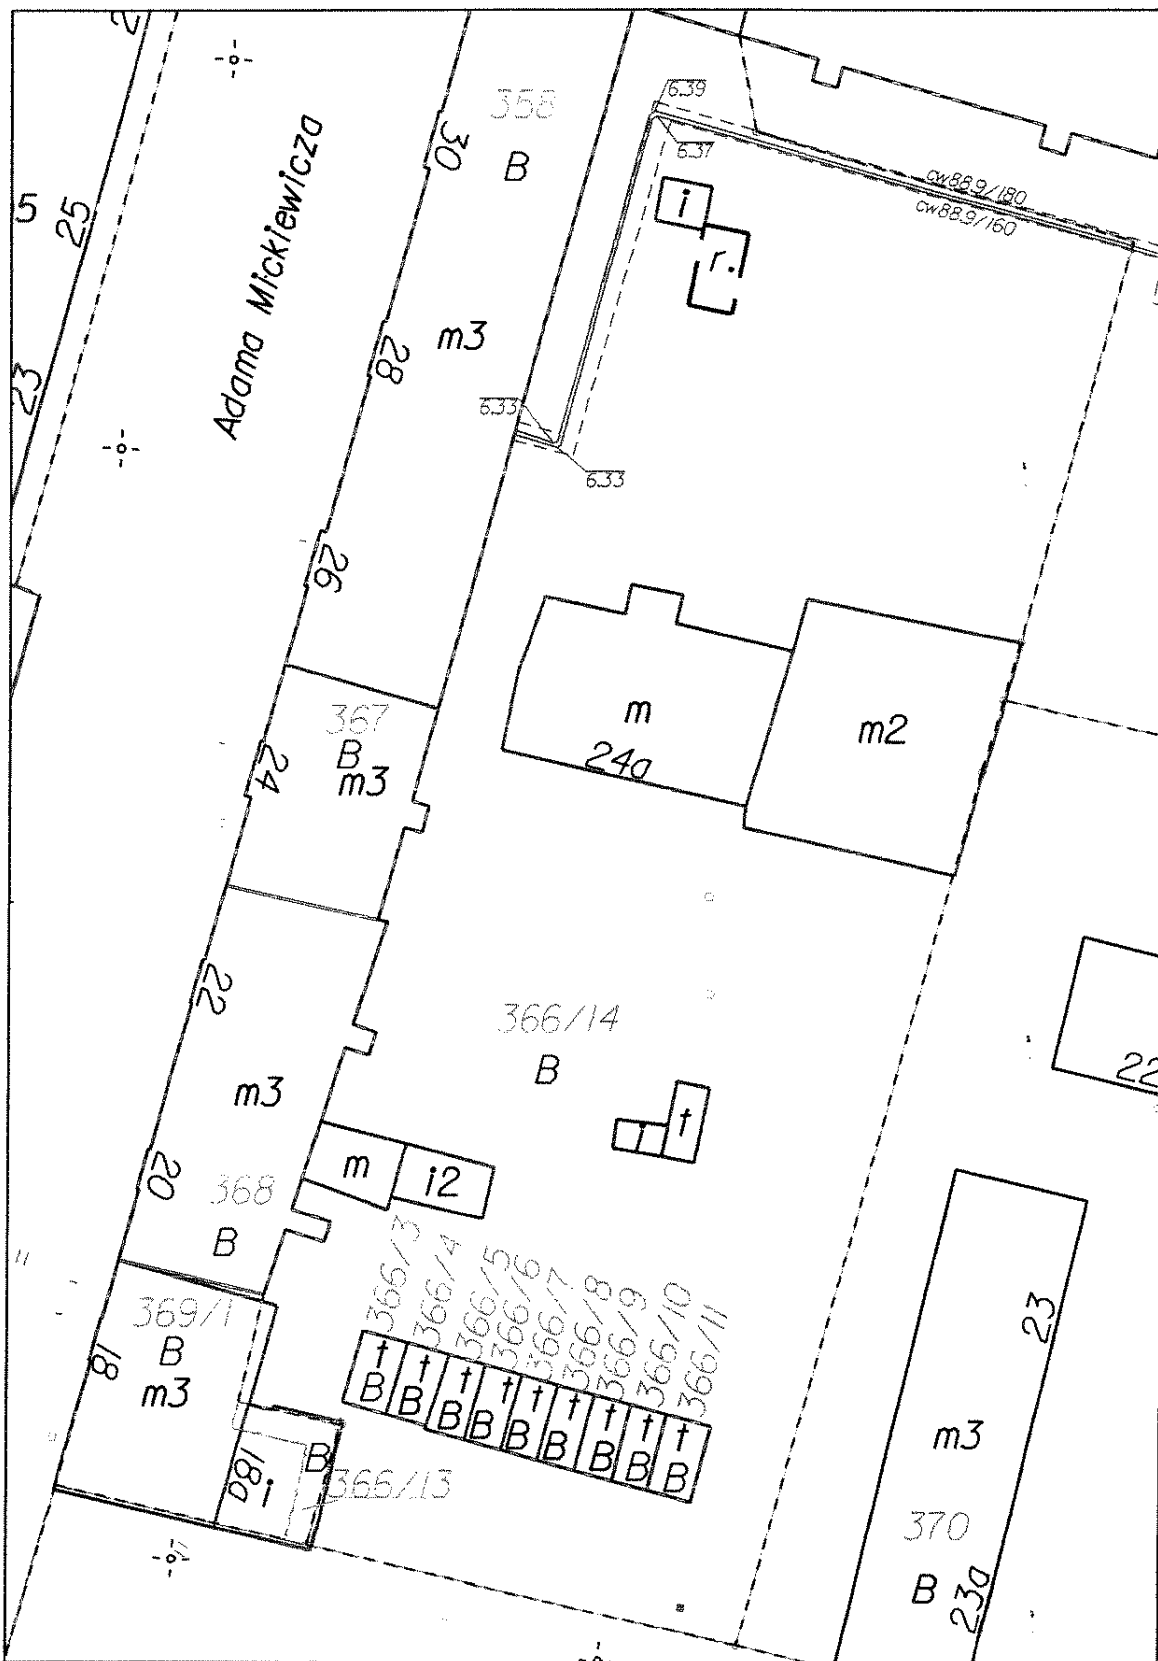 358
B
30
6.39
6.37
cw88.9/180
cw88.9/160
i
r.
5
25
Adama Mickiewicza
m3
28
23
6.33
6.33
26
m
24a
m2
367
B
m3
24
22
366/14
B
22
m3
t
m
i2
20
368
B
366/3
366/4
366/5
366/6
366/7
366/8
366/9
366/10
366/11
t
B
t
B
t
B
t
B
t
B
t
B
t
B
t
B
t
B
369/1
B
m3
18
18a
i
B
366/13
23
m3
370
B
23a